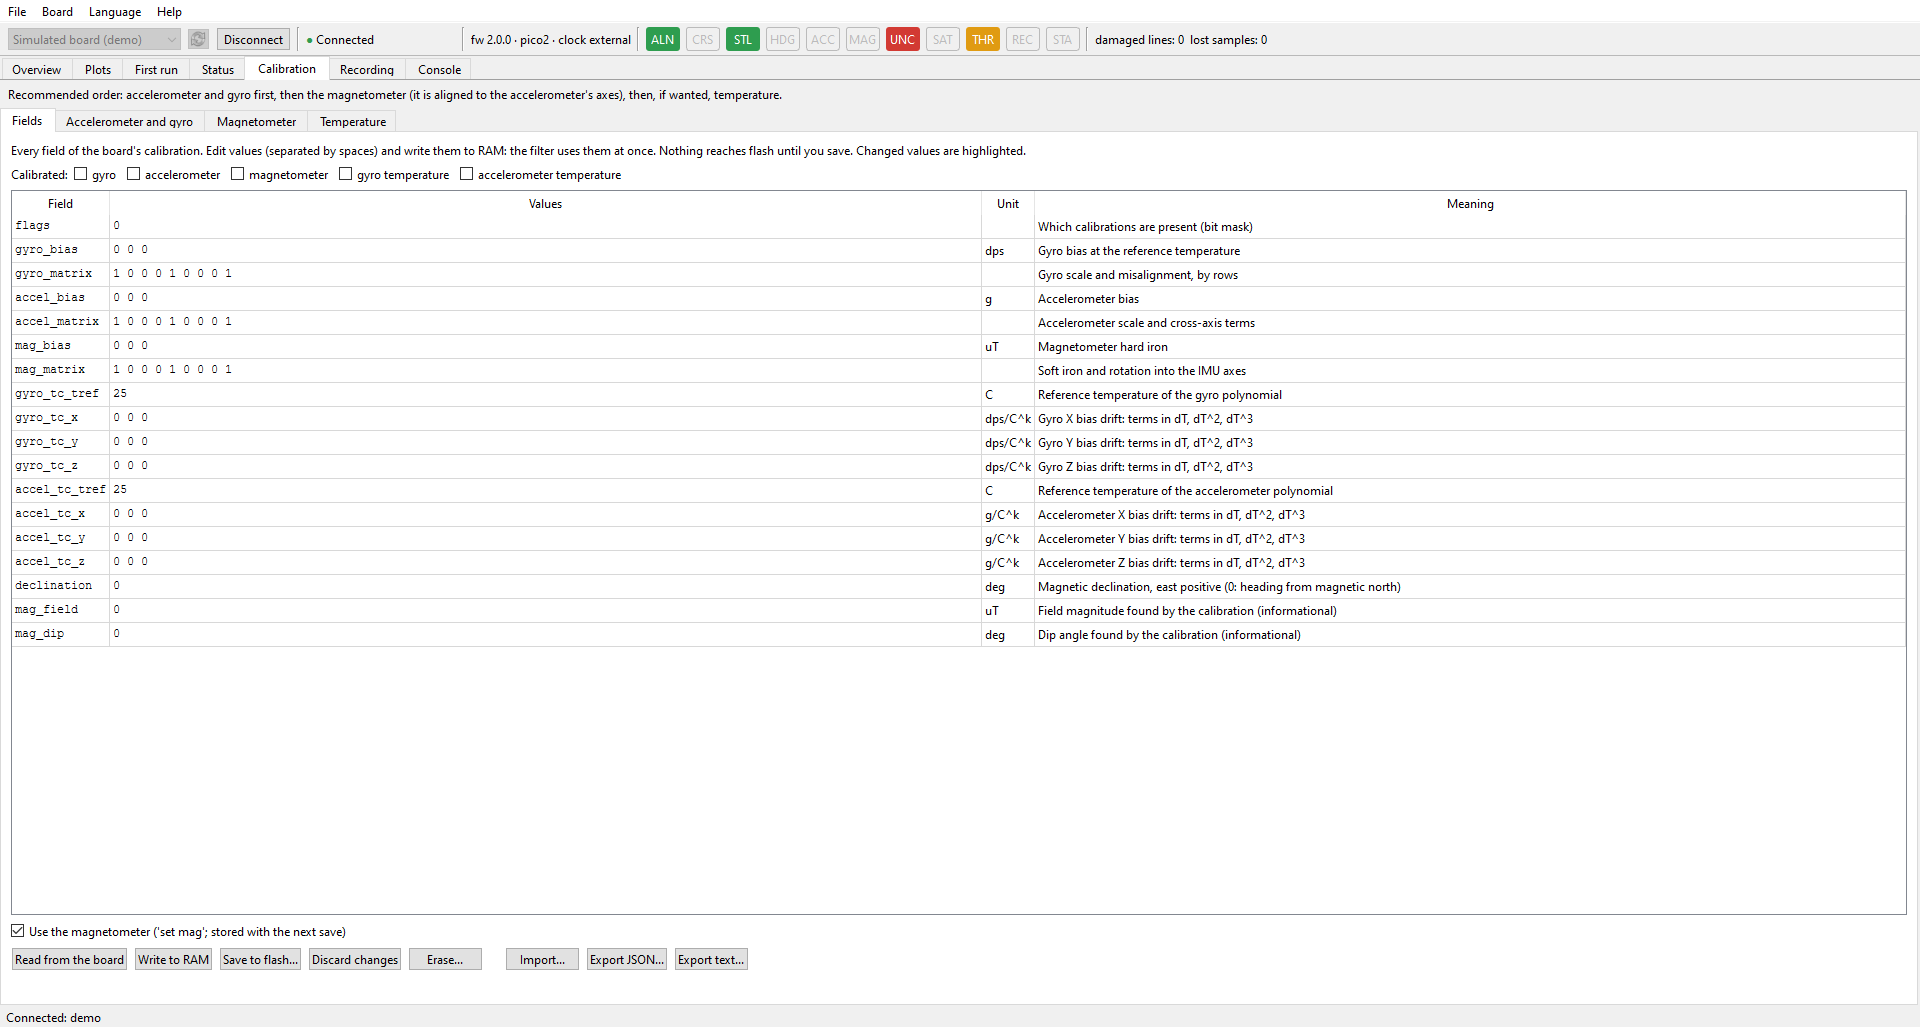 File Board Language Help
Simulated board (demo) Disconnect Connected fw 2.0.0 · pico2 · clock external ALN CRS STL HDG ACC MAG UNC SAT THR REC STA damaged lines: 0 lost samples: 0
Overview Plots First run Status Calibration Recording Console
Recommended order: accelerometer and gyro first, then the magnetometer (it is aligned to the accelerometer's axes), then, if wanted, temperature.
Fields Accelerometer and gyro Magnetometer Temperature
Every field of the board's calibration. Edit values (separated by spaces) and write them to RAM: the filter uses them at once. Nothing reaches flash until you save. Changed values are highlighted.
Calibrated: gyro accelerometer magnetometer gyro temperature accelerometer temperature
Field Values Unit Meaning
flags 0 Which calibrations are present (bit mask)
gyro_bias 0 0 0 dps Gyro bias at the reference temperature
gyro_matrix 1 0 0 0 1 0 0 0 1 Gyro scale and misalignment, by rows
accel_bias 0 0 0 g Accelerometer bias
accel_matrix 1 0 0 0 1 0 0 0 1 Accelerometer scale and cross-axis terms
mag_bias 0 0 0 uT Magnetometer hard iron
mag_matrix 1 0 0 0 1 0 0 0 1 Soft iron and rotation into the IMU axes
gyro_tc_tref 25 C Reference temperature of the gyro polynomial
gyro_tc_x 0 0 0 dps/C^k Gyro X bias drift: terms in dT, dT^2, dT^3
gyro_tc_y 0 0 0 dps/C^k Gyro Y bias drift: terms in dT, dT^2, dT^3
gyro_tc_z 0 0 0 dps/C^k Gyro Z bias drift: terms in dT, dT^2, dT^3
accel_tc_tref 25 C Reference temperature of the accelerometer polynomial
accel_tc_x 0 0 0 g/C^k Accelerometer X bias drift: terms in dT, dT^2, dT^3
accel_tc_y 0 0 0 g/C^k Accelerometer Y bias drift: terms in dT, dT^2, dT^3
accel_tc_z 0 0 0 g/C^k Accelerometer Z bias drift: terms in dT, dT^2, dT^3
declination 0 deg Magnetic declination, east positive (0: heading from magnetic north)
mag_field 0 uT Field magnitude found by the calibration (informational)
mag_dip 0 deg Dip angle found by the calibration (informational)
Use the magnetometer ('set mag'; stored with the next save)
Read from the board Write to RAM Save to flash... Discard changes Erase... Import... Export JSON... Export text...
Connected: demo